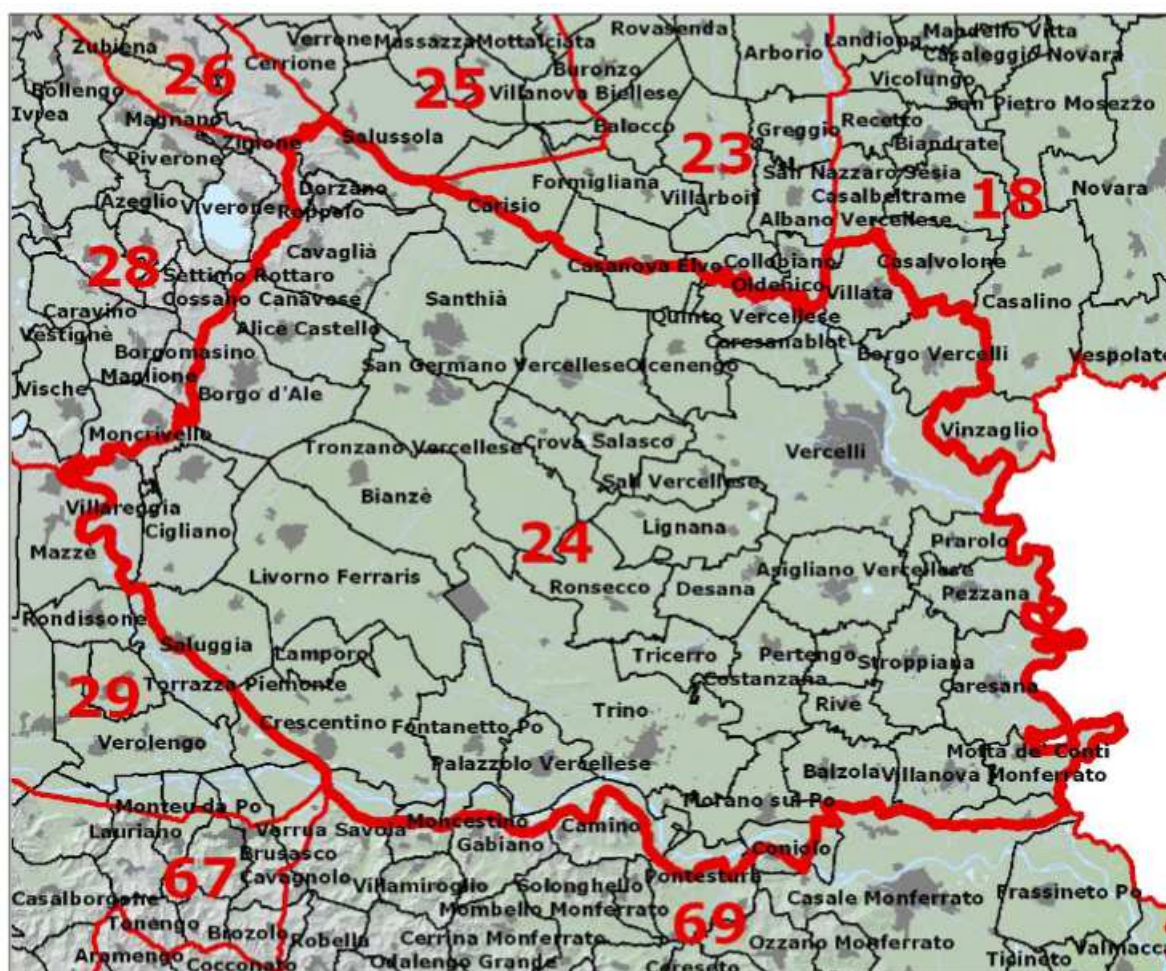 Rovasenda
Mandello Vitta
Zubiena
Verrone
Massazza
Mottalciata
Arborio
Landiona
Casaleggio Novara
Cerrione
Buronzo
Vicolungo
26
25
Bollengo
Villanova Biellese
San Pietro Mosezzo
Ivrea
Magnano
Salussola
Balocco
Greggio
Recetto
Biandrate
Zimone
23
Piverone
San Nazzaro Sesia
Dorzano
Formigliana
Villarboit
Casalbeltrame
18
Novara
Azeglio
Viverone
Roppolo
Carisio
Albano Vercellese
Cavaglià
Collobiano
Casalvolone
28
Settimo Rottaro
Casanova Elvo
Oldenico
Villata
Cossano Canavese
Santhià
Casalino
Caravino
Quinto Vercellese
Vestignè
Alice Castello
Caresanablot
Borgomasino
San Germano Vercellese
Olcenengo
Borgo Vercelli
Vespolate
Maglione
Vische
Borgo d'Ale
Moncrivello
Tronzano Vercellese
Crova
Salasco
Vinzaglio
Vercelli
Bianzè
Sali Vercellese
Villareggia
Cigliano
Lignana
24
Mazzè
Prarolo
Livorno Ferraris
Ronsecco
Desana
Asigliano Vercellese
Pezzana
Rondissone
Saluggia
Lamporo
Tricerro
Pertengo
Stroppiana
29
Torrazza Piemonte
Costanzana
Caresana
Rive
Crescentino
Fontanetto Po
Trino
Verolengo
Motta de' Conti
Palazzolo Vercellese
Balzola
Villanova Monferrato
Monteu da Po
Morano sul Po
Lauriano
Verrua Savoia
Moncestino
Camino
Gabiano
Coniolo
Brusasco
67
Cavagnolo
Villamiroglio
Solonghello
Pontestura
Casalborgone
Casale Monferrato
Frassineto Po
Tonengo
Mombello Monferrato
69
Brozolo
Robella
Cerrina Monferrato
Ozzano Monferrato
Aramengo
Cocconato
Odalengo Grande
Cereseto
Ticineto
Valmacca